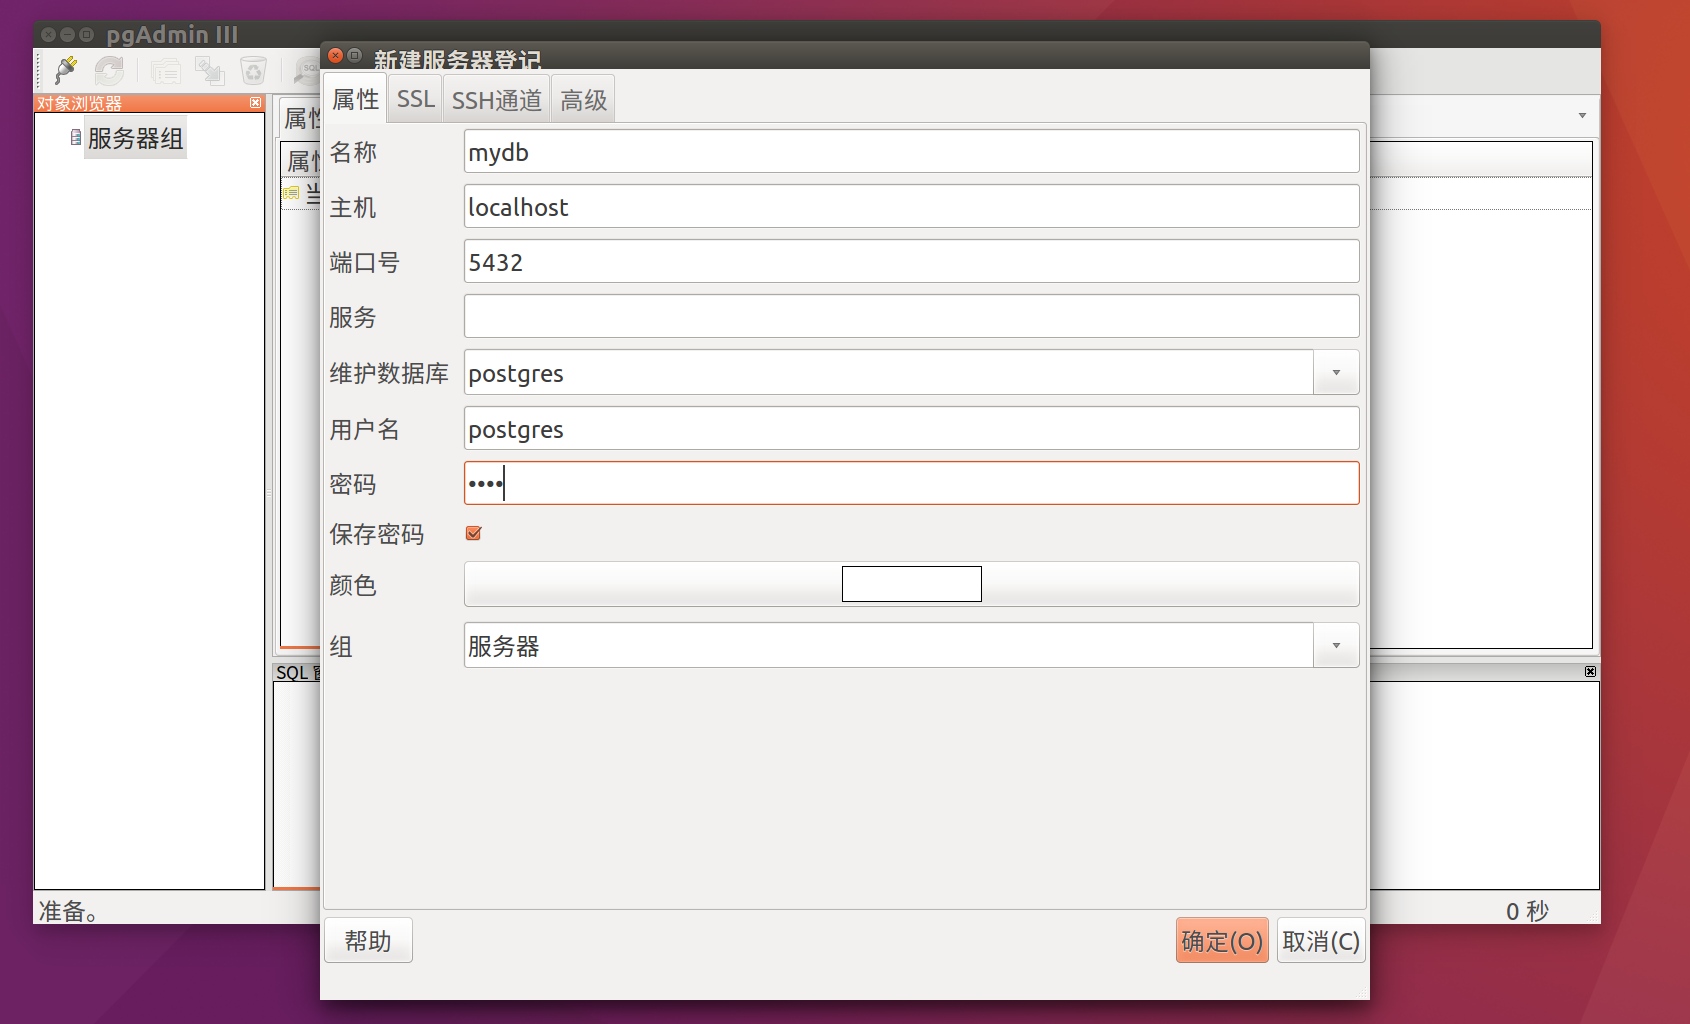 pgAdmin III
新建服务器登记
对象浏览器
服务器组
属性
SSL
SSH通道
高级
名称
mydb
主机
localhost
端口号
5432
服务
维护数据库
postgres
用户名
postgres
密码
••••
保存密码
颜色
组
服务器
SQL
准备。
0 秒
帮助
确定(O)
取消(C)